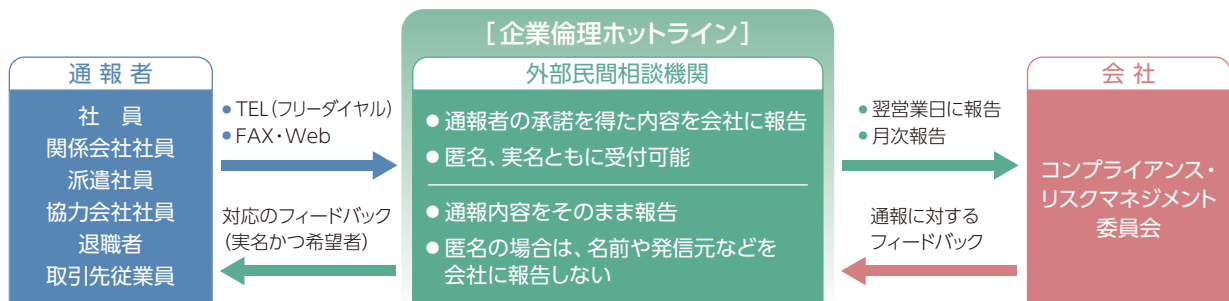 [企業倫理ホットライン]
通報者
社 員
関係会社社員
派遣社員
協力会社社員
退職者
取引先従業員
●TEL(フリーダイヤル)
●FAX・Web
対応のフィードバック
(実名かつ希望者)
外部民間相談機関
●通報者の承諾を得た内容を会社に報告
●匿名、実名ともに受付可能
●通報内容をそのまま報告
●匿名の場合は、名前や発信元などを
会社に報告しない
●翌営業日に報告
●月次報告
通報に対する
フィードバック
会 社
コンプライアンス・
リスクマネジメント
委員会